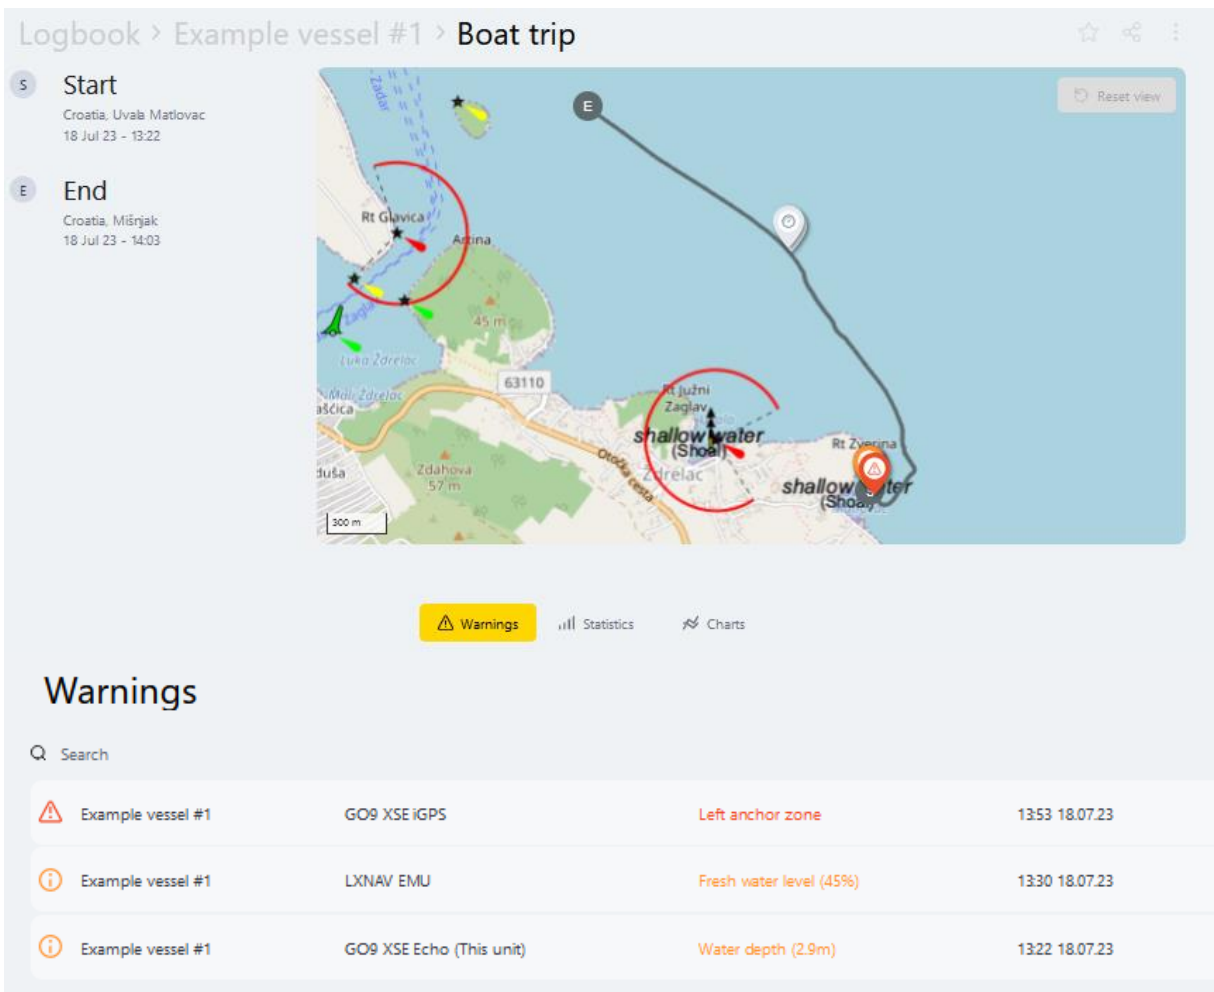 Logbook > Example vessel #1 > Boat trip
S
Start
Croatia, Uvala Matlovac
18 Jul 23 - 13:22
E
End
Croatia, Mišnjak
18 Jul 23 - 14:03
Zadar
E
Reset view
Rt Glavica
Artina
Zaglav
45 m
Luka Ždrelac
Mali Ždrelac
63110
ašćica
Rt Južni
Zaglav
shallow water
(Shoal)
Rt Zverina
duša
Zdahova
57 m
Otočka cesta
Ždrelac
shallow water
(Shoal)
300 m
Warnings
Statistics
Charts
Warnings
Search
Example vessel #1 GO9 XSE iGPS Left anchor zone 13:53 18.07.23
Example vessel #1 LXNAV EMU Fresh water level (45%) 13:30 18.07.23
Example vessel #1 GO9 XSE Echo (This unit) Water depth (2.9m) 13:22 18.07.23